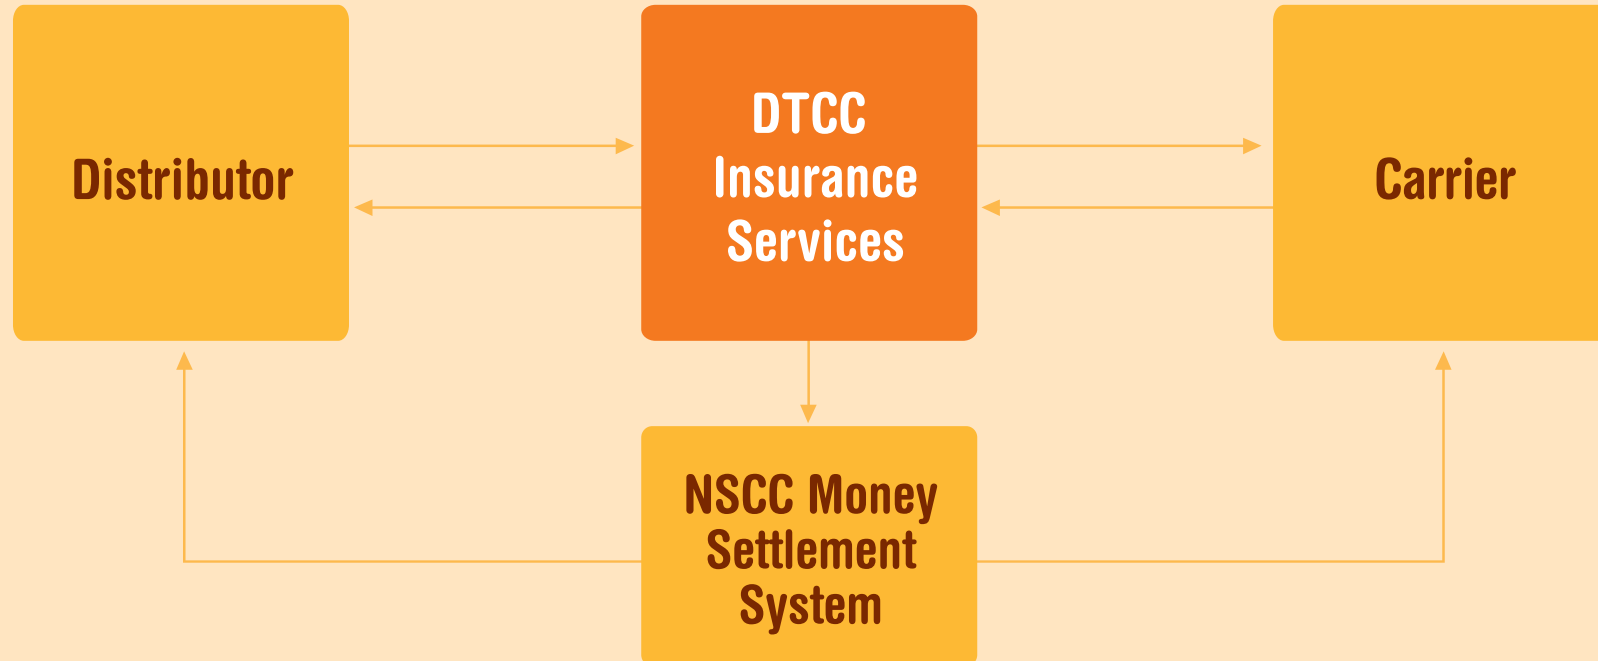 Distributor
DTCC
Insurance
Services
Carrier
NSCC Money
Settlement
System